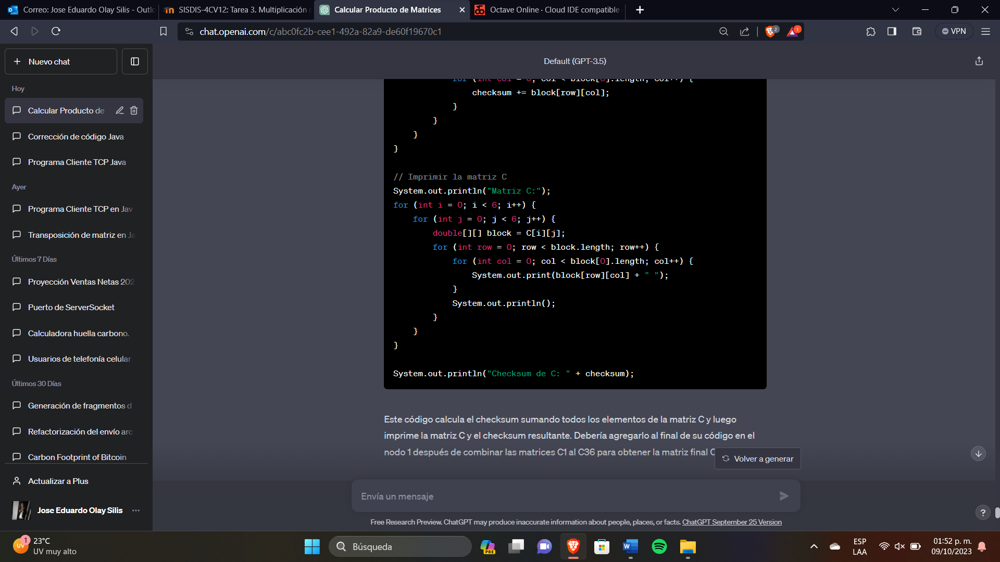 Correo: Jose Eduardo Olay Silis - Outlo
SISDIS-4CV12: Tarea 3. Multiplicación
Calcular Producto de Matrices
Octave Online · Cloud IDE compatible
chat.openai.com/c/abc0fc2b-cee1-492a-82a9-de60f19670c1
2
1
VPN
Nuevo chat
Default (GPT-3.5)
Hoy
Calcular Producto de
Corrección de código Java
Programa Cliente TCP Java
Ayer
Programa Cliente TCP en Jav
Transposición de matriz en Ja
Últimos 7 Días
Proyección Ventas Netas 202
Puerto de ServerSocket
Calculadora huella carbono.
Usuarios de telefonía celular
Últimos 30 Días
Generación de fragmentos d
Refactorización del envío arc
Carbon Footprint of Bitcoin
Actualizar a Plus
Jose Eduardo Olay Silis
for (int col = 0; col < block[0].length; col++) {
checksum += block[row][col];
}
}
}
}
// Imprimir la matriz C
System.out.println("Matriz C:");
for (int i = 0; i < 6; i++) {
for (int j = 0; j < 6; j++) {
double[][] block = C[i][j];
for (int row = 0; row < block.length; row++) {
for (int col = 0; col < block[0].length; col++) {
System.out.print(block[row][col] + " ");
}
System.out.println();
}
}
}
System.out.println("Checksum de C: " + checksum);
Este código calcula el checksum sumando todos los elementos de la matriz C y luego
imprime la matriz C y el checksum resultante. Debería agregarlo al final de su código en el
nodo 1 después de combinar las matrices C1 al C36 para obtener la matriz final C
Volver a generar
Envía un mensaje
Free Research Preview. ChatGPT may produce inaccurate information about people, places, or facts. ChatGPT September 25 Version
?
UV
1
23°C
UV muy alto
Búsqueda
PRE
ESP
LAA
01:52 p. m.
09/10/2023